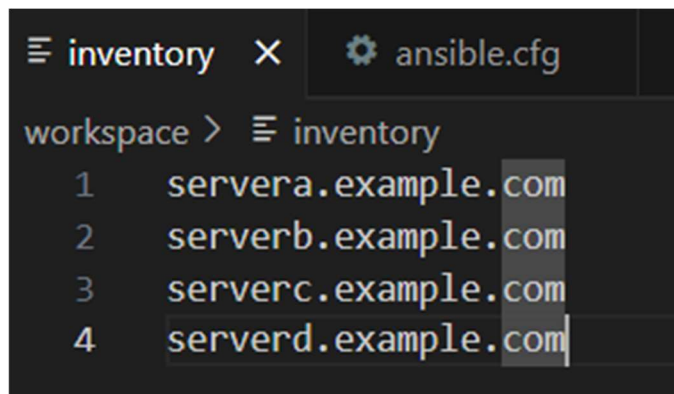 inventory × ansible.cfg
workspace > inventory
1 servera.example.com
2 serverb.example.com
3 serverc.example.com
4 serverd.example.com